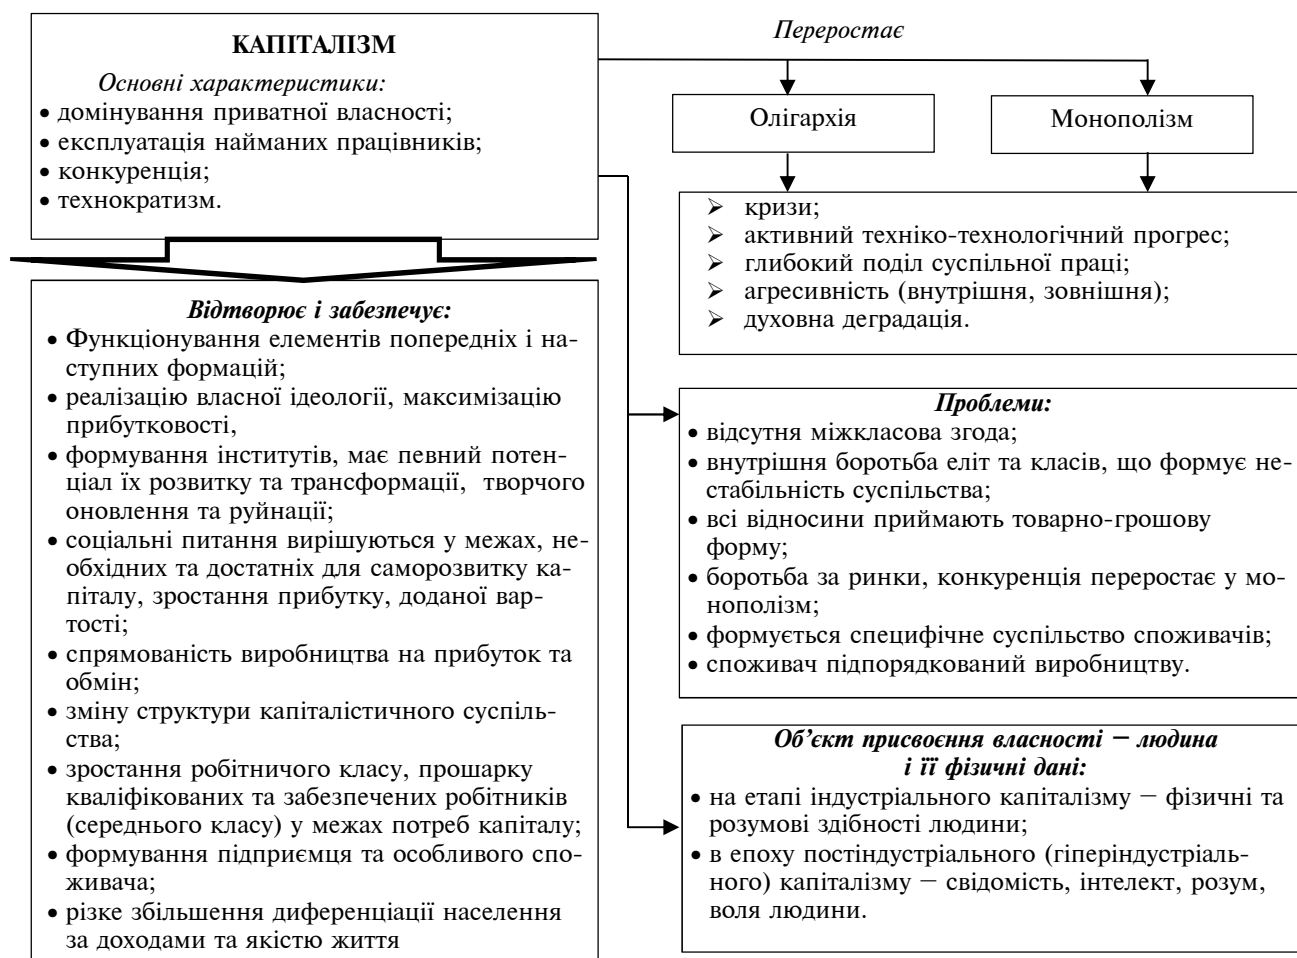 КАПІТАЛІЗМ
Основні характеристики:
• домінування приватної власності;
• експлуатація найманих працівників;
• конкуренція;
• технократизм.
Переростає
Олігархія
Монополізм
➢ кризи;
➢ активний техніко-технологічний прогрес;
➢ глибокий поділ суспільної праці;
➢ агресивність (внутрішня, зовнішня);
➢ духовна деградація.
Відтворює і забезпечує:
• Функціонування елементів попередніх і на-
ступних формацій;
• реалізацію власної ідеології, максимізацію
прибутковості,
• формування інститутів, має певний потен-
ціал їх розвитку та трансформації, творчого
оновлення та руйнації;
• соціальні питання вирішуються у межах, не-
обхідних та достатніх для саморозвитку ка-
піталу, зростання прибутку, доданої вар-
тості;
• спрямованість виробництва на прибуток та
обмін;
• зміну структури капіталістичного суспіль-
ства;
• зростання робітничого класу, прошарку
кваліфікованих та забезпечених робітників
(середнього класу) у межах потреб капіталу;
• формування підприємця та особливого спо-
живача;
• різке збільшення диференціації населення
за доходами та якістю життя
Проблеми:
• відсутня міжкласова згода;
• внутрішня боротьба еліт та класів, що формує не-
стабільність суспільства;
• всі відносини приймають товарно-грошову
форму;
• боротьба за ринки, конкуренція переростає у мо-
нополізм;
• формується специфічне суспільство споживачів;
• споживач підпорядкований виробництву.
Об’єкт присвоєння власності − людина
і її фізичні дані:
• на етапі індустріального капіталізму − фізичні та
розумові здібності людини;
• в епоху постіндустріального (гіперіндустріаль-
ного) капіталізму − свідомість, інтелект, розум,
воля людини.